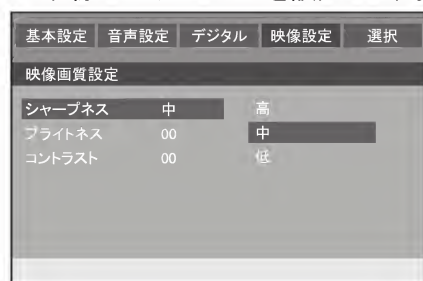 基本設定 音声設定 デジタル 映像設定 選択
映像画質設定
シャープネス 中 高
ブライトネス 00 中
コントラスト 00 低